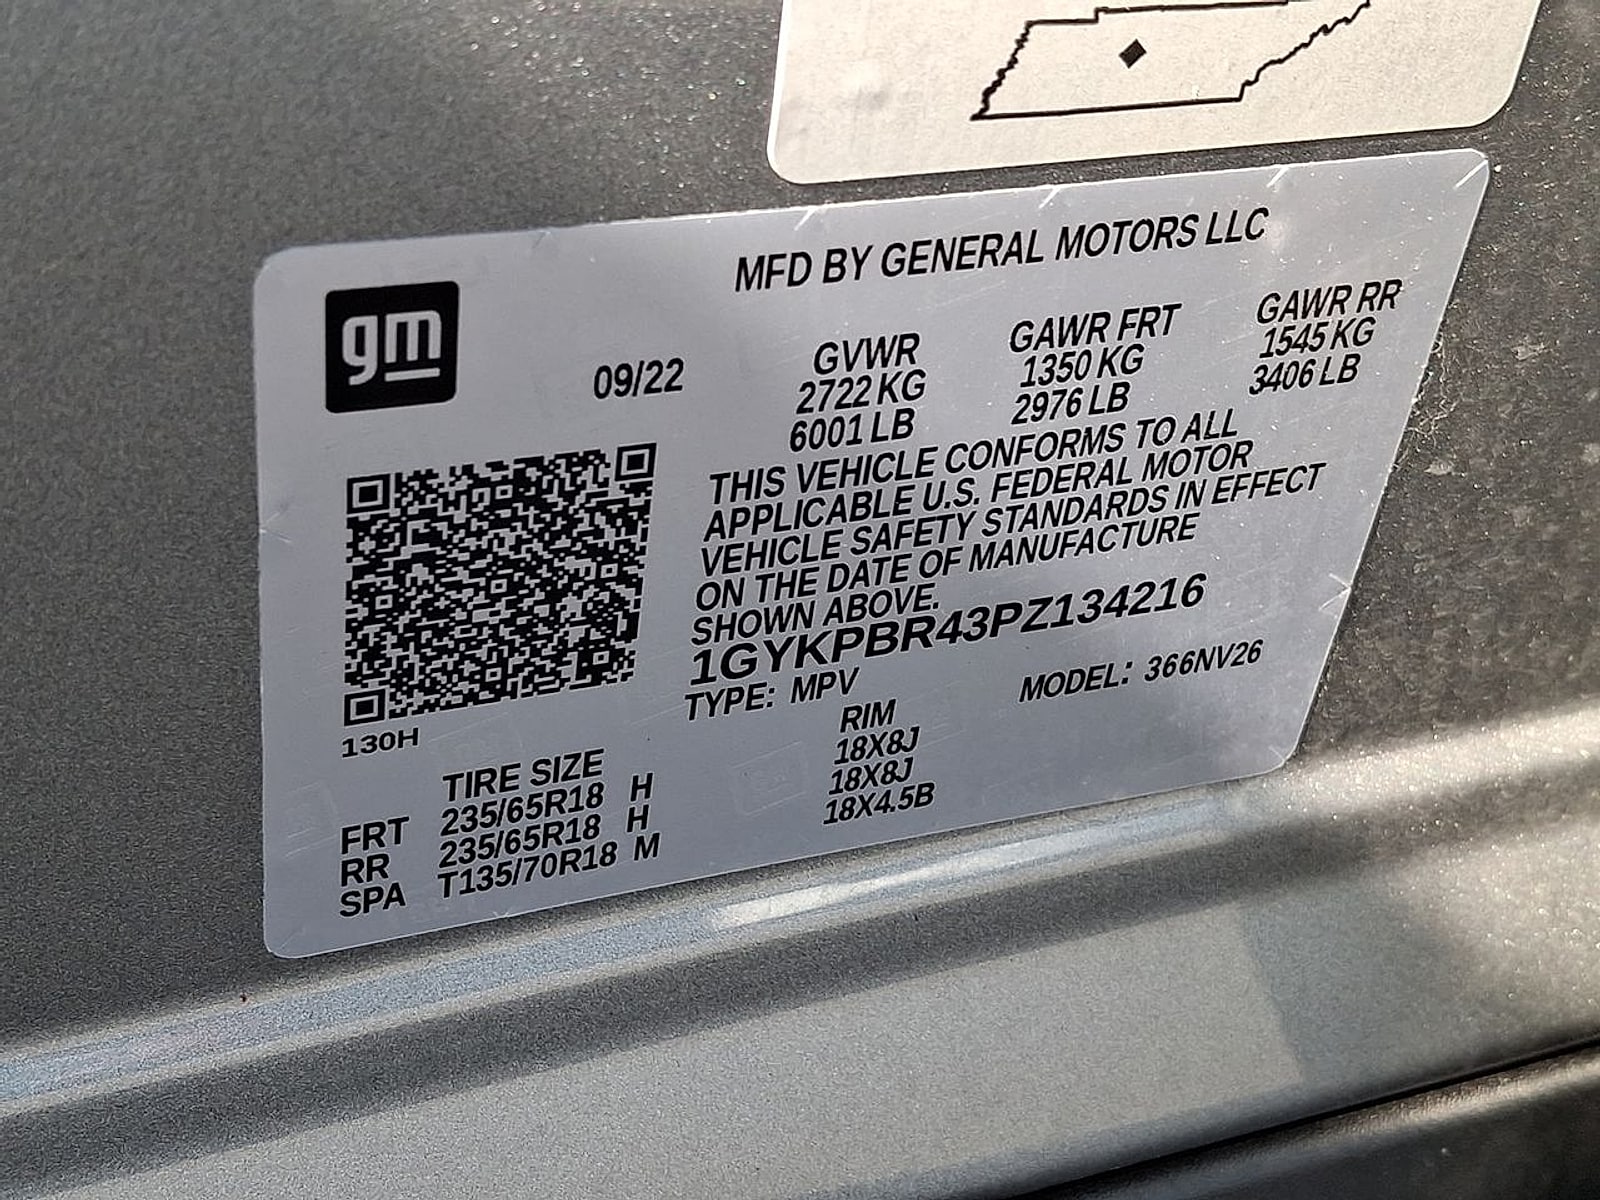 MFD BY GENERAL MOTORS LLC
gm
09/22
GVWR GAWR FRT GAWR RR
2722 KG 1350 KG 1545 KG
6001 LB 2976 LB 3406 LB
THIS VEHICLE CONFORMS TO ALL
APPLICABLE U.S. FEDERAL MOTOR
VEHICLE SAFETY STANDARDS IN EFFECT
ON THE DATE OF MANUFACTURE
SHOWN ABOVE.
1GYKPBR43PZ134216
TYPE: MPV MODEL: 366NV26
130H
TIRE SIZE RIM
FRT 235/65R18 H 18X8J
RR 235/65R18 H 18X8J
SPA T135/70R18 M 18X4.5B